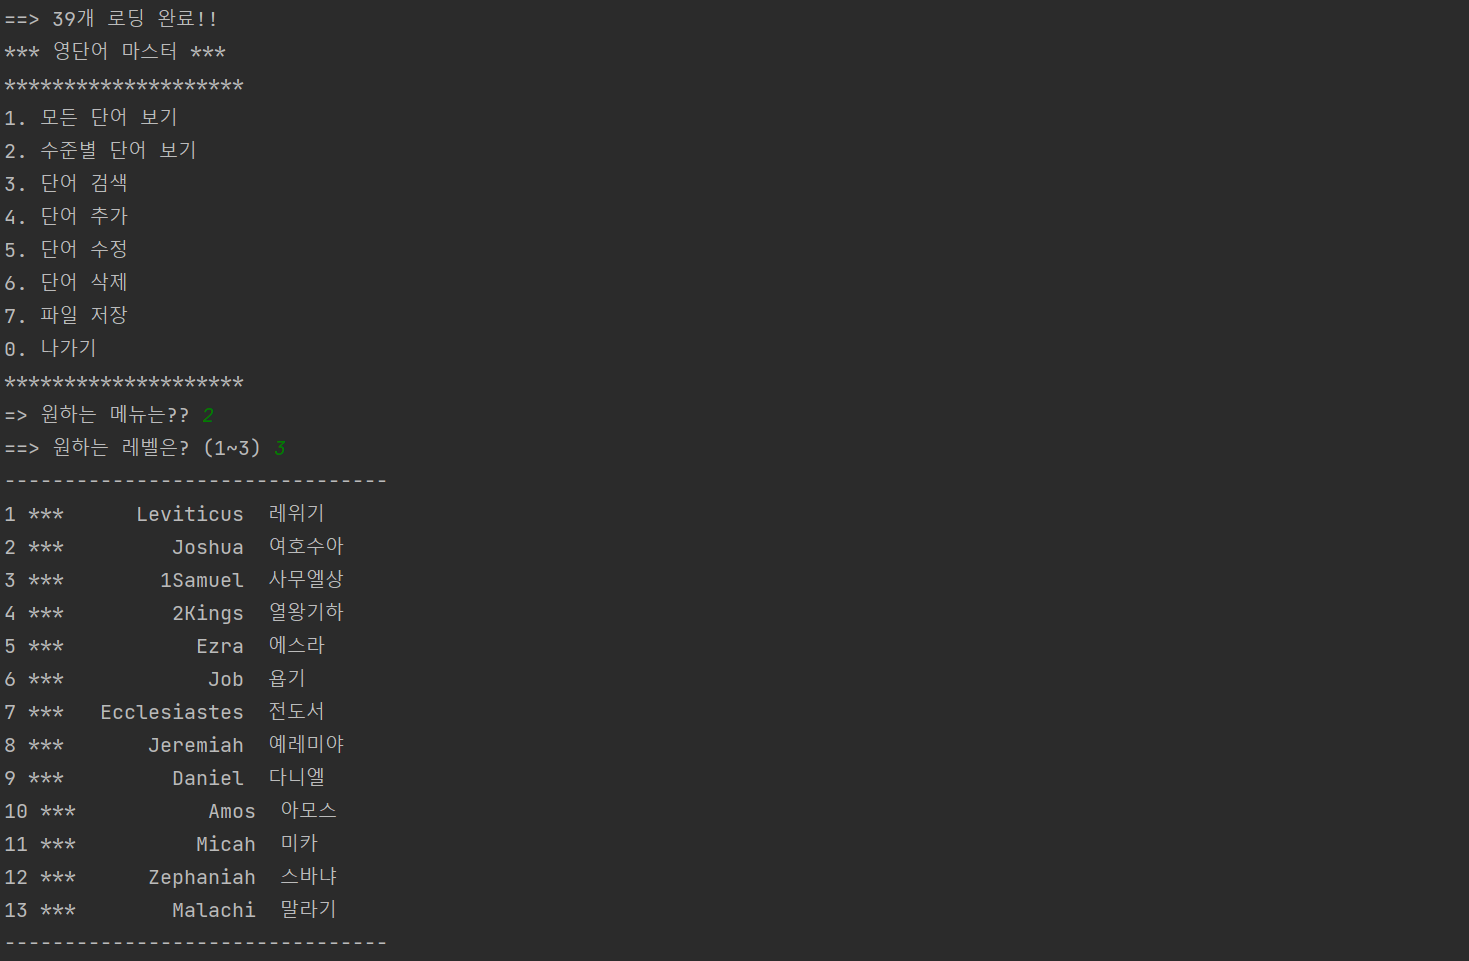 ==> 39개 로딩 완료!!
*** 영단어 마스터 ***
********************
1. 모든 단어 보기
2. 수준별 단어 보기
3. 단어 검색
4. 단어 추가
5. 단어 수정
6. 단어 삭제
7. 파일 저장
0. 나가기
********************
=> 원하는 메뉴는?? 2
==> 원하는 레벨은? (1~3) 3
--------------------------------
1 ***      Leviticus  레위기
2 ***         Joshua  여호수아
3 ***        1Samuel  사무엘상
4 ***         2Kings  열왕기하
5 ***           Ezra  에스라
6 ***            Job  욥기
7 ***   Ecclesiastes  전도서
8 ***       Jeremiah  예레미야
9 ***         Daniel  다니엘
10 ***           Amos  아모스
11 ***          Micah  미카
12 ***      Zephaniah  스바냐
13 ***        Malachi  말라기
--------------------------------